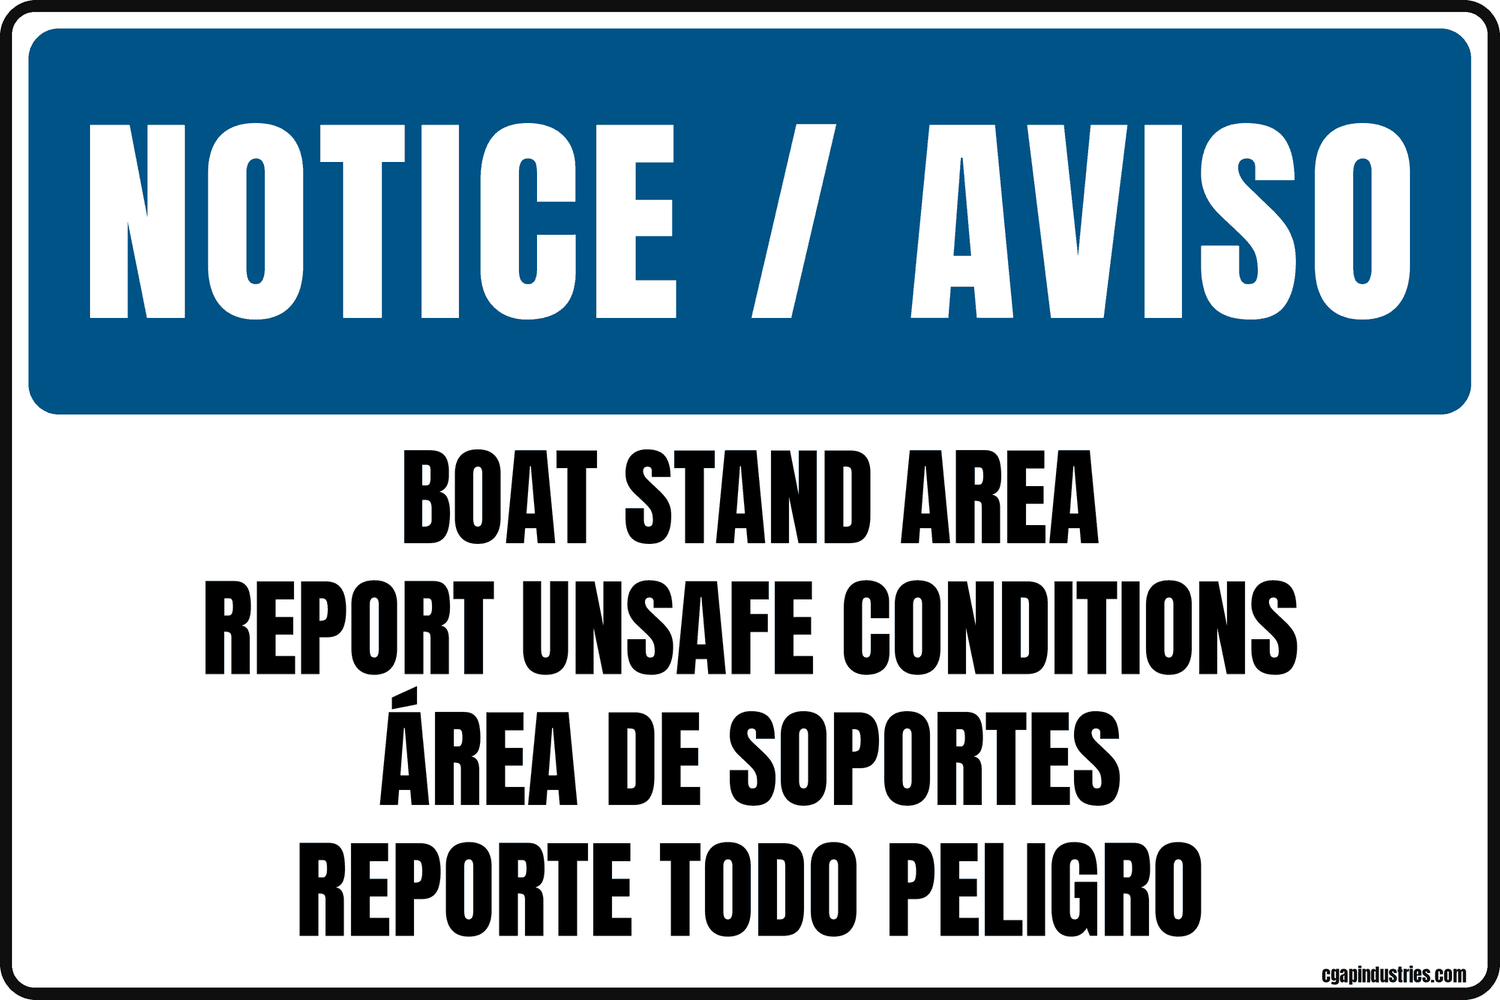 NOTICE / AVISO
BOAT STAND AREA
REPORT UNSAFE CONDITIONS
ÁREA DE SOPORTES
REPORTE TODO PELIGRO
cgapindustries.com